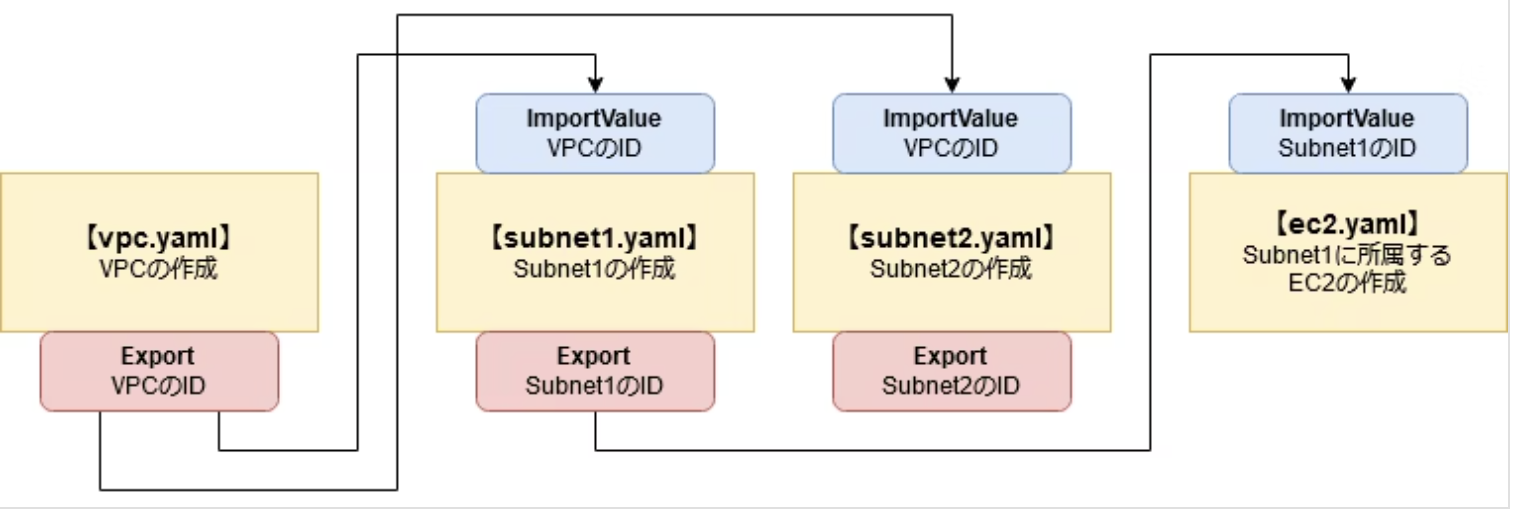 ImportValue
VPCのID
ImportValue
VPCのID
ImportValue
Subnet1のID
【vpc.yaml】
VPCの作成
【subnet1.yaml】
Subnet1の作成
【subnet2.yaml】
Subnet2の作成
【ec2.yaml】
Subnet1に所属する
EC2の作成
Export
VPCのID
Export
Subnet1のID
Export
Subnet2のID